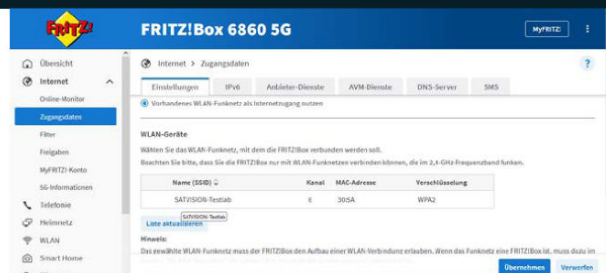 FRITZ!
FRITZ!Box 6860 5G
MyFRITZ!
Übersicht
Internet
Online-Monitor
Zugangsdaten
Filter
Freigaben
MyFRITZ!-Konto
5G-Informationen
Telefonie
Heimnetz
WLAN
Smart Home
Internet > Zugangsdaten
?
Einstellungen IPv6 Anbieter-Dienste AVM-Dienste DNS-Server SMS
Vorhandenes WLAN-Funknetz als Internetzugang nutzen
WLAN-Geräte
Wählen Sie das WLAN-Funknetz, mit dem die FRITZ!Box verbunden werden soll.
Beachten Sie bitte, dass Sie die FRITZ!Box nur mit WLAN-Funknetzen verbinden können, die im 2,4-GHz-Frequenzband funken.
Name (SSID) Kanal MAC-Adresse Verschlüsselung
SATVISION-Testlab 6 30:5A WPA2
SATVISION-Testlab
Liste aktualisieren
Hinweis:
Das gewählte WLAN-Funknetz muss der FRITZ!Box den Aufbau einer WLAN-Verbindung erlauben. Wenn das Funknetz eine FRITZ!Box ist, muss dazu im
Übernehmen Verwerfen